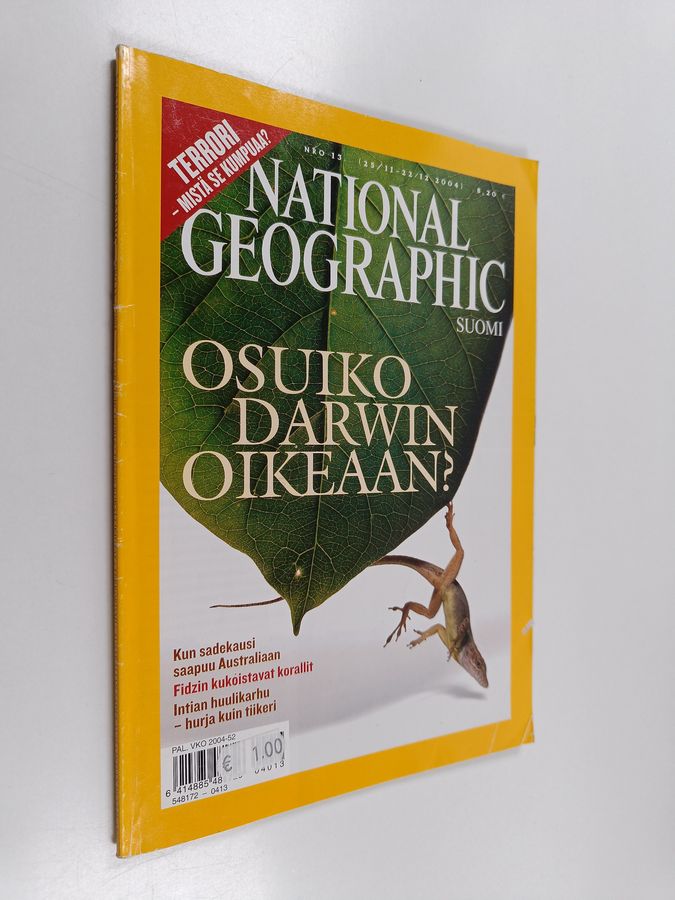 TERRORI
– MISTÄ SE KUMPUAA?
NRO 13 (25/11–22/12 2004) 8,20 €
NATIONAL
GEOGRAPHIC
SUOMI
OSUIKO
DARWIN
OIKEAAN?
Kun sadekausi
saapuu Australiaan
Fidzin kukoistavat korallit
Intian huulikarhu
– hurja kuin tiikeri
PAL. VKO 2004-52
€ 1.00
6 414885 48 04013
548172 – 0413